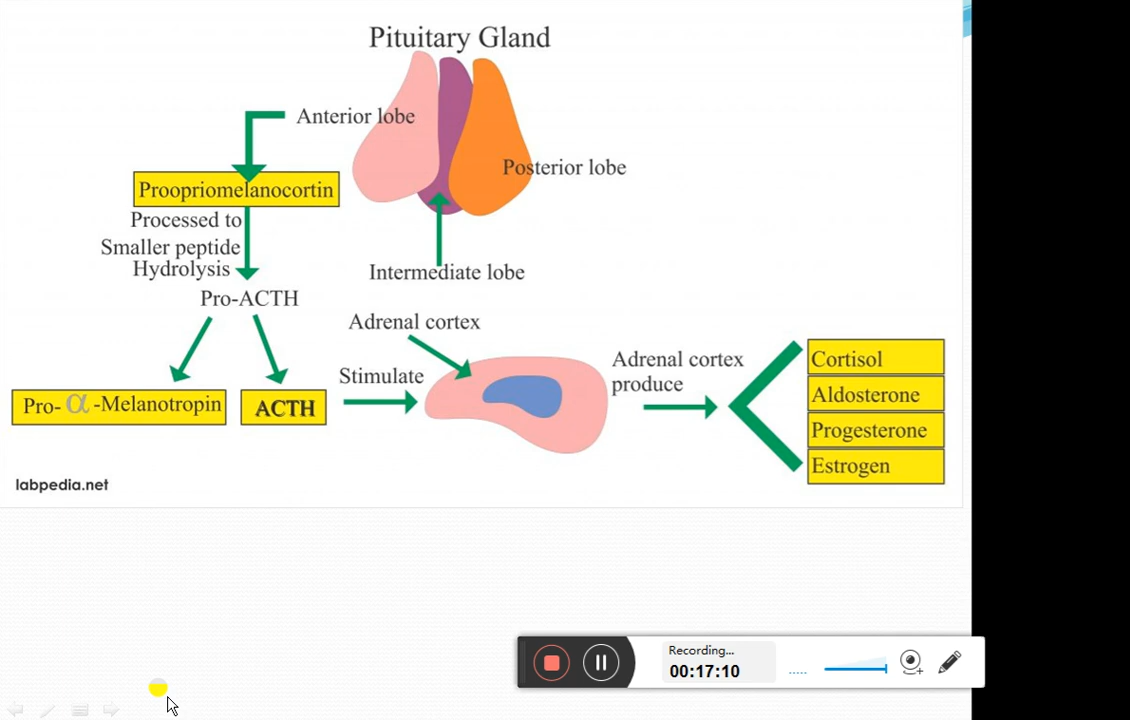 Pituitary Gland
Anterior lobe
Posterior lobe
Proopriomelanocortin
Processed to
Smaller peptide
Hydrolysis
Intermediate lobe
Pro-ACTH
Adrenal cortex
Stimulate
Adrenal cortex
produce
Cortisol
Aldosterone
Progesterone
Estrogen
Pro- α -Melanotropin
ACTH
labpedia.net
Recording...
00:17:10